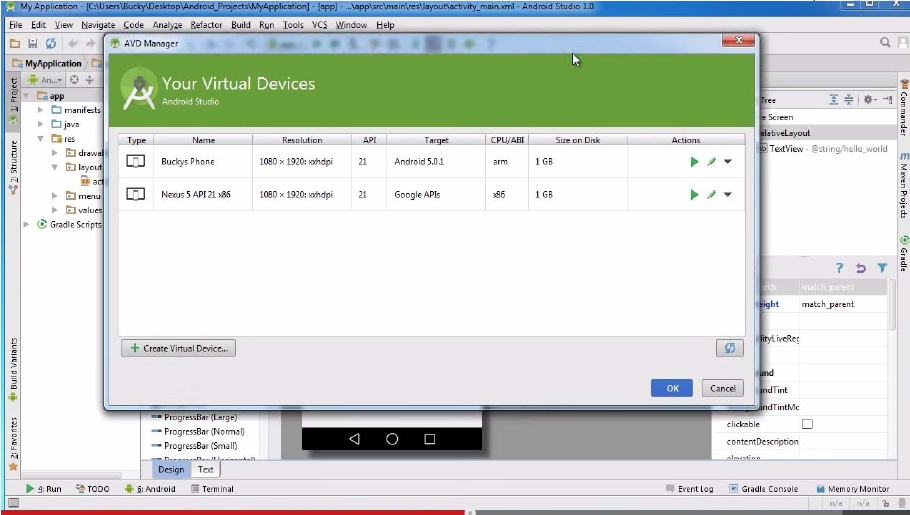 My Application - [C:\Users\Bucky\Desktop\Android_Projects\MyApplication] - [app] - ...\app\src\main\res\layout\activity_main.xml - Android Studio 1.0
File Edit View Navigate Code Analyze Refactor Build Run Tools VCS Window Help
MyApplication
AVD Manager
Your Virtual Devices
Android Studio
Type Name Resolution API Target CPU/ABI Size on Disk Actions
Buckys Phone 1080 × 1920: xxhdpi 21 Android 5.0.1 arm 1 GB
Nexus 5 API 21 x86 1080 × 1920: xxhdpi 21 Google APIs x86 1 GB
Create Virtual Device...
OK Cancel
1: Project
Structure
Build Variants
2: Favorites
An...
app
manifests
java
res
drawa
layout
act
menu
values
Gradle Scripts
Tree
ce Screen
elativeLayout
TextView - @string/hello_world
match_parent
eight match_parent
ilityLiveReg
ound
undTint
undTintMo
clickable
contentDescription
elevation
Commander
Maven Projects
Gradle
ProgressBar (Large)
ProgressBar (Normal)
ProgressBar (Small)
ProgressBar (Horizontal)
Design Text
4: Run TODO 6: Android Terminal Event Log Gradle Console Memory Monitor
n/a n/a